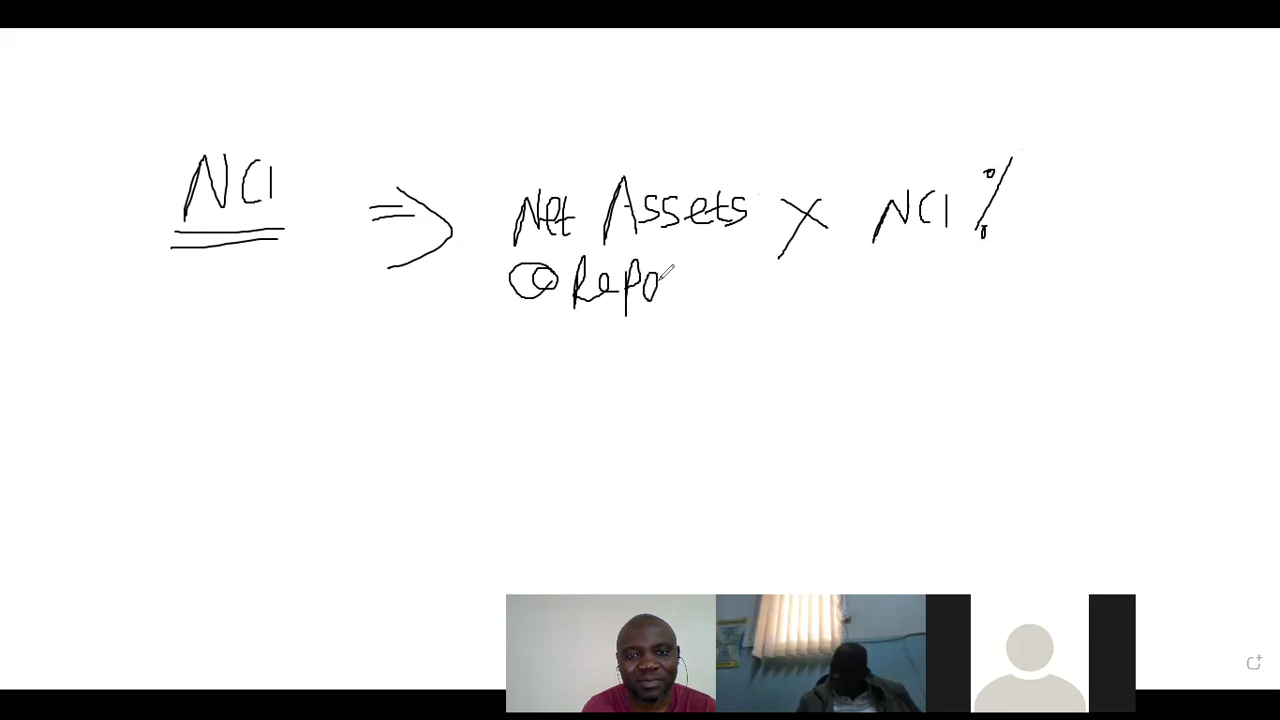 NCI => Net Assets X NCI %
@Repo